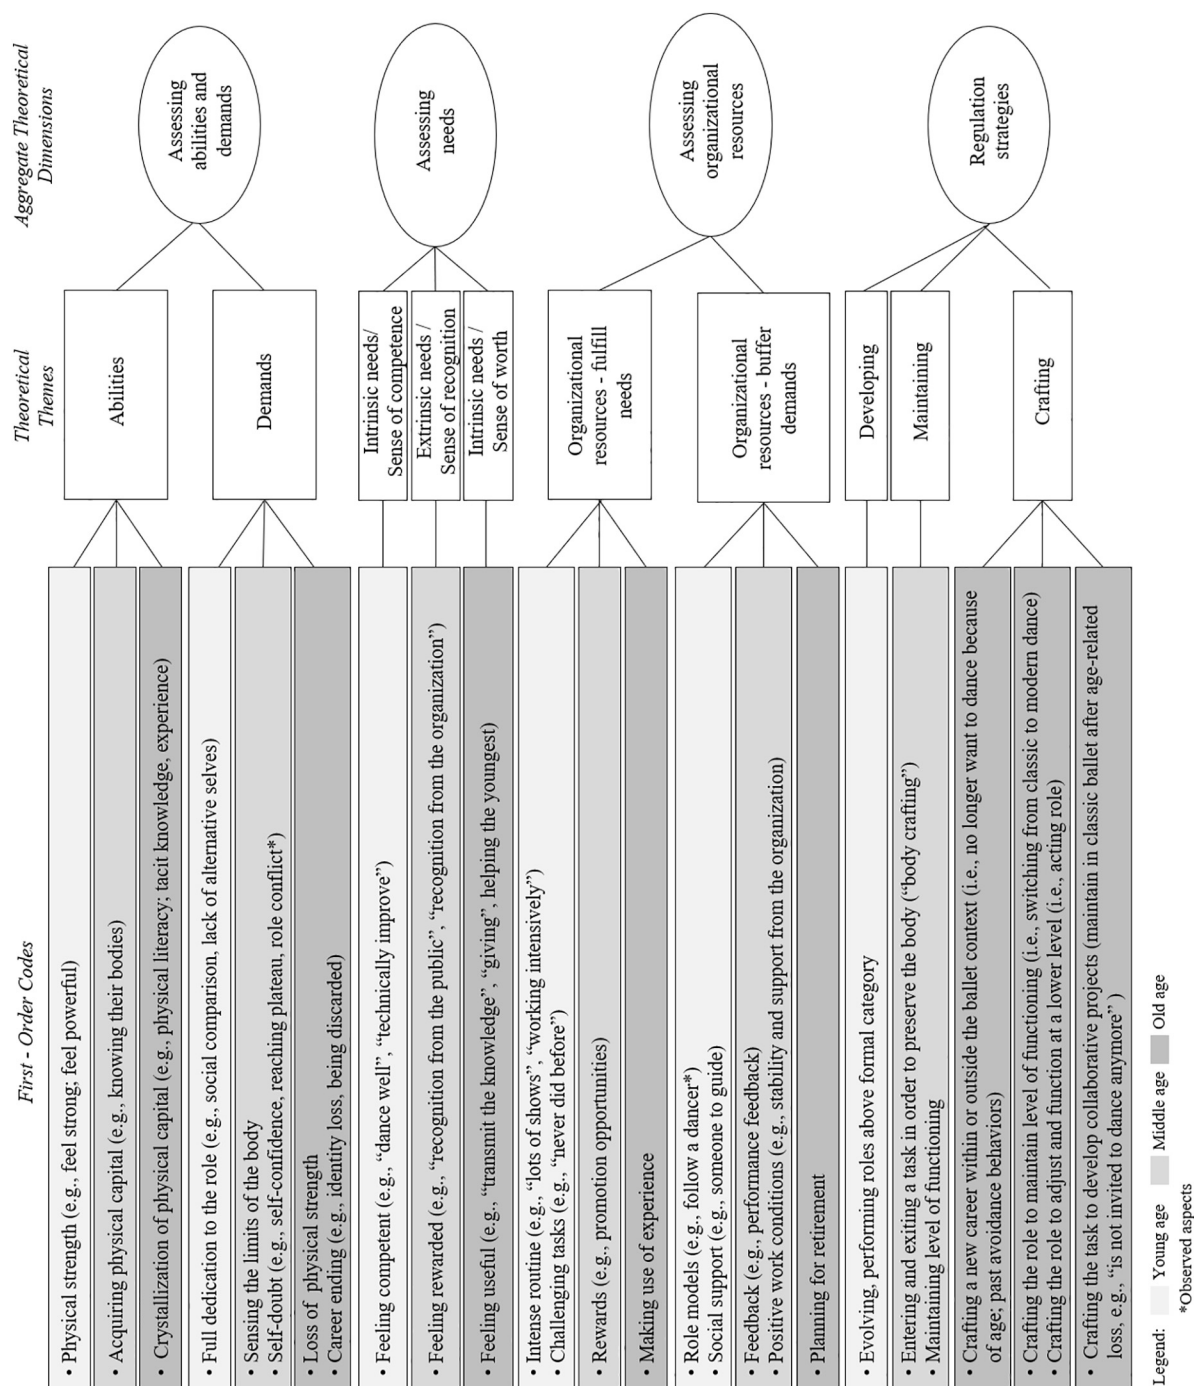 First - Order Codes
Theoretical
Themes
Aggregate Theoretical
Dimensions
• Physical strength (e.g., feel strong; feel powerful)
• Acquiring physical capital (e.g., knowing their bodies)
• Crystallization of physical capital (e.g., physical literacy; tacit knowledge, experience)
Abilities
• Full dedication to the role (e.g., social comparison, lack of alternative selves)
• Sensing the limits of the body
• Self-doubt (e.g., self-confidence, reaching plateau, role conflict*)
• Loss of physical strength
• Career ending (e.g., identity loss, being discarded)
Demands
Assessing
abilities and
demands
• Feeling competent (e.g., “dance well”, “technically improve”)
• Feeling rewarded (e.g., “recognition from the public”, “recognition from the organization”)
• Feeling useful (e.g., “transmit the knowledge”, “giving”, helping the youngest)
Intrinsic needs/
Sense of competence
Extrinsic needs /
Sense of recognition
Intrinsic needs /
Sense of worth
Assessing
needs
• Intense routine (e.g., “lots of shows”, “working intensively”)
• Challenging tasks (e.g., “never did before”)
• Rewards (e.g., promotion opportunities)
• Making use of experience
Organizational
resources - fulfill
needs
• Role models (e.g., follow a dancer*)
• Social support (e.g., someone to guide)
• Feedback (e.g., performance feedback)
• Positive work conditions (e.g., stability and support from the organization)
• Planning for retirement
Organizational
resources - buffer
demands
Assessing
organizational
resources
• Evolving, performing roles above formal category
• Entering and exiting a task in order to preserve the body (“body crafting”)
• Maintaining level of functioning
• Crafting a new career within or outside the ballet context (i.e., no longer want to dance because
of age; past avoidance behaviors)
• Crafting the role to maintain level of functioning (i.e., switching from classic to modern dance)
• Crafting the role to adjust and function at a lower level (i.e., acting role)
• Crafting the task to develop collaborative projects (maintain in classic ballet after age-related
loss, e.g., “is not invited to dance anymore” )
Developing
Maintaining
Crafting
Regulation
strategies
Legend: Young age Middle age Old age
*Observed aspects